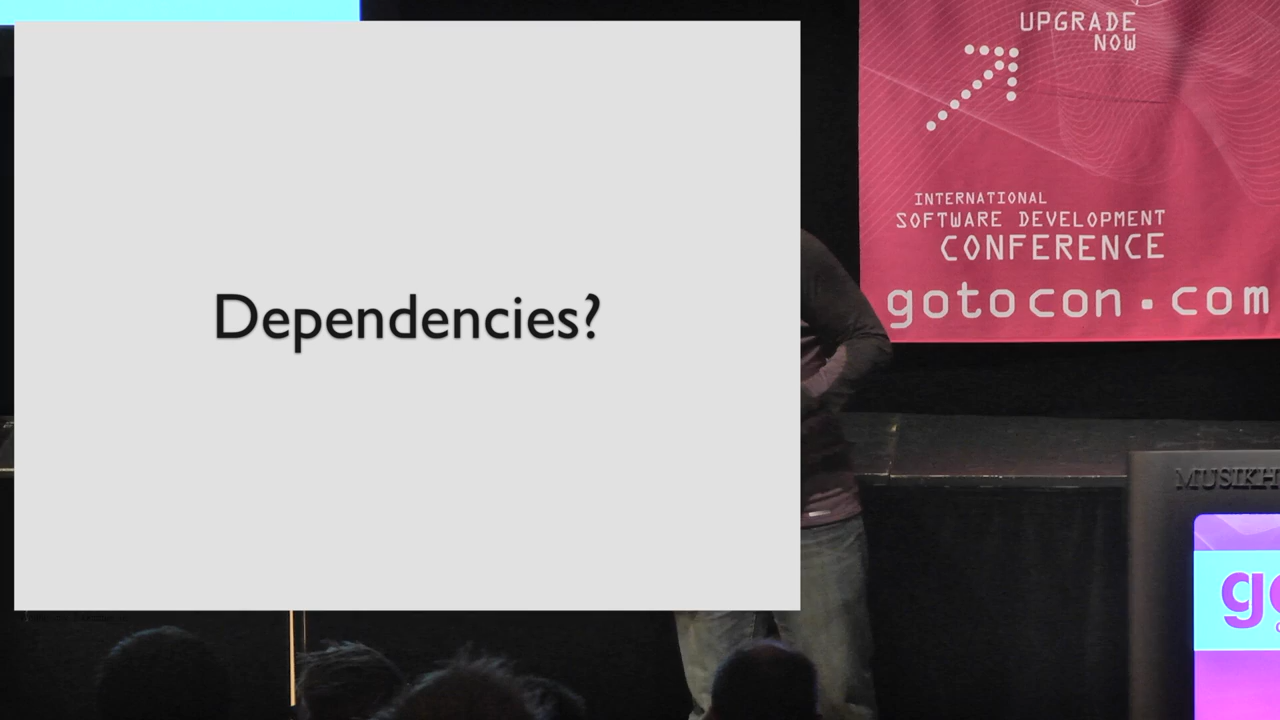 Dependencies?
UPGRADE
NOW
INTERNATIONAL
SOFTWARE DEVELOPMENT
CONFERENCE
gotocon.com